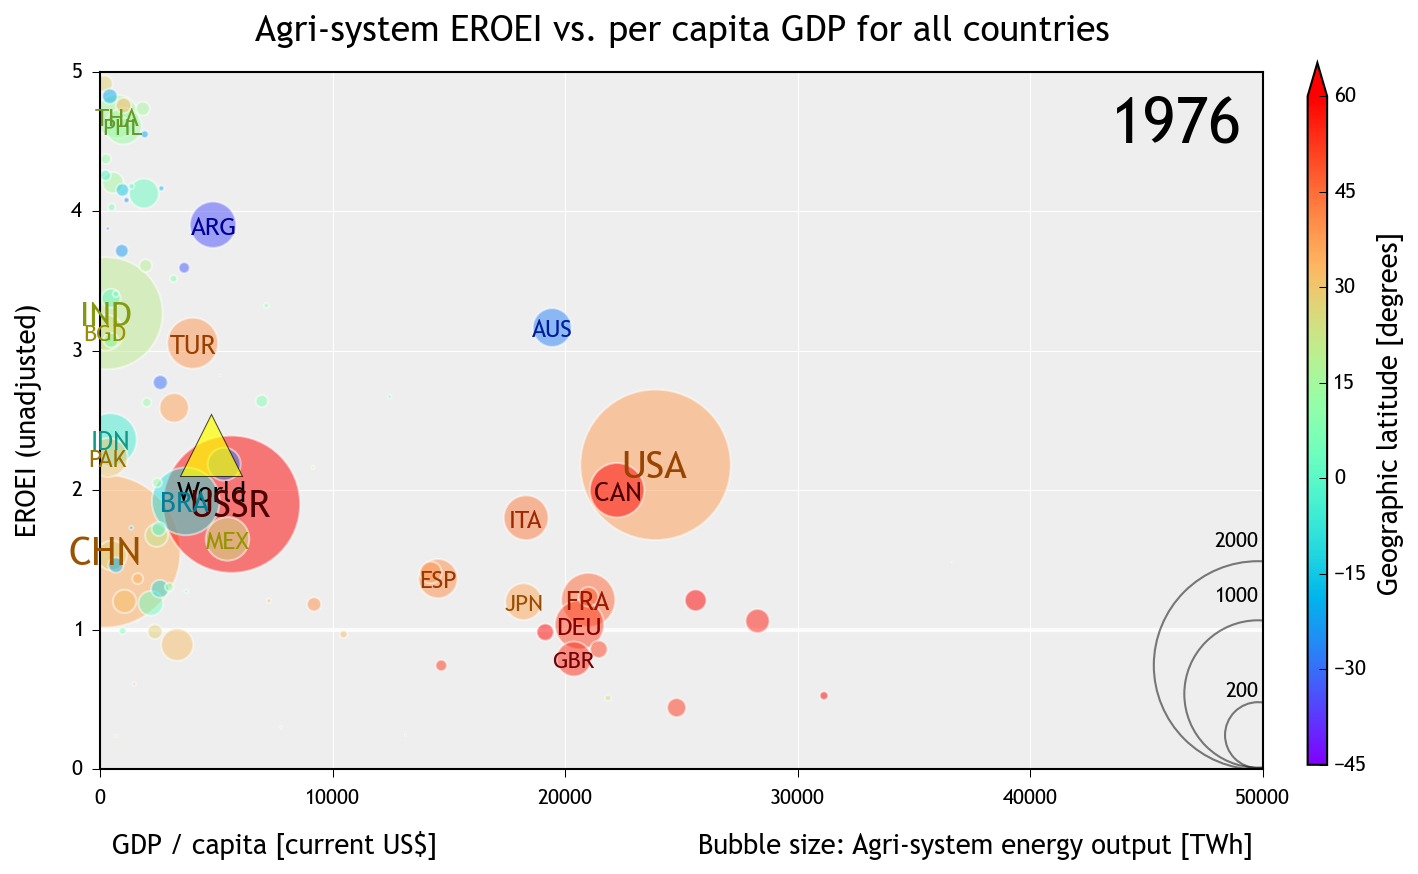 Agri-system EROEI vs. per capita GDP for all countries
1976
EROEI (unadjusted)
5
4
3
2
1
0
THA
PHL
ARG
IND
BGD
TUR
AUS
IDN
PAK
World
BRA
USSR
USA
CAN
ITA
CHN
MEX
ESP
JPN
FRA
DEU
GBR
2000
1000
200
0
10000
20000
30000
40000
50000
GDP / capita [current US$]
Bubble size: Agri-system energy output [TWh]
60
45
30
15
0
−15
−30
−45
Geographic latitude [degrees]